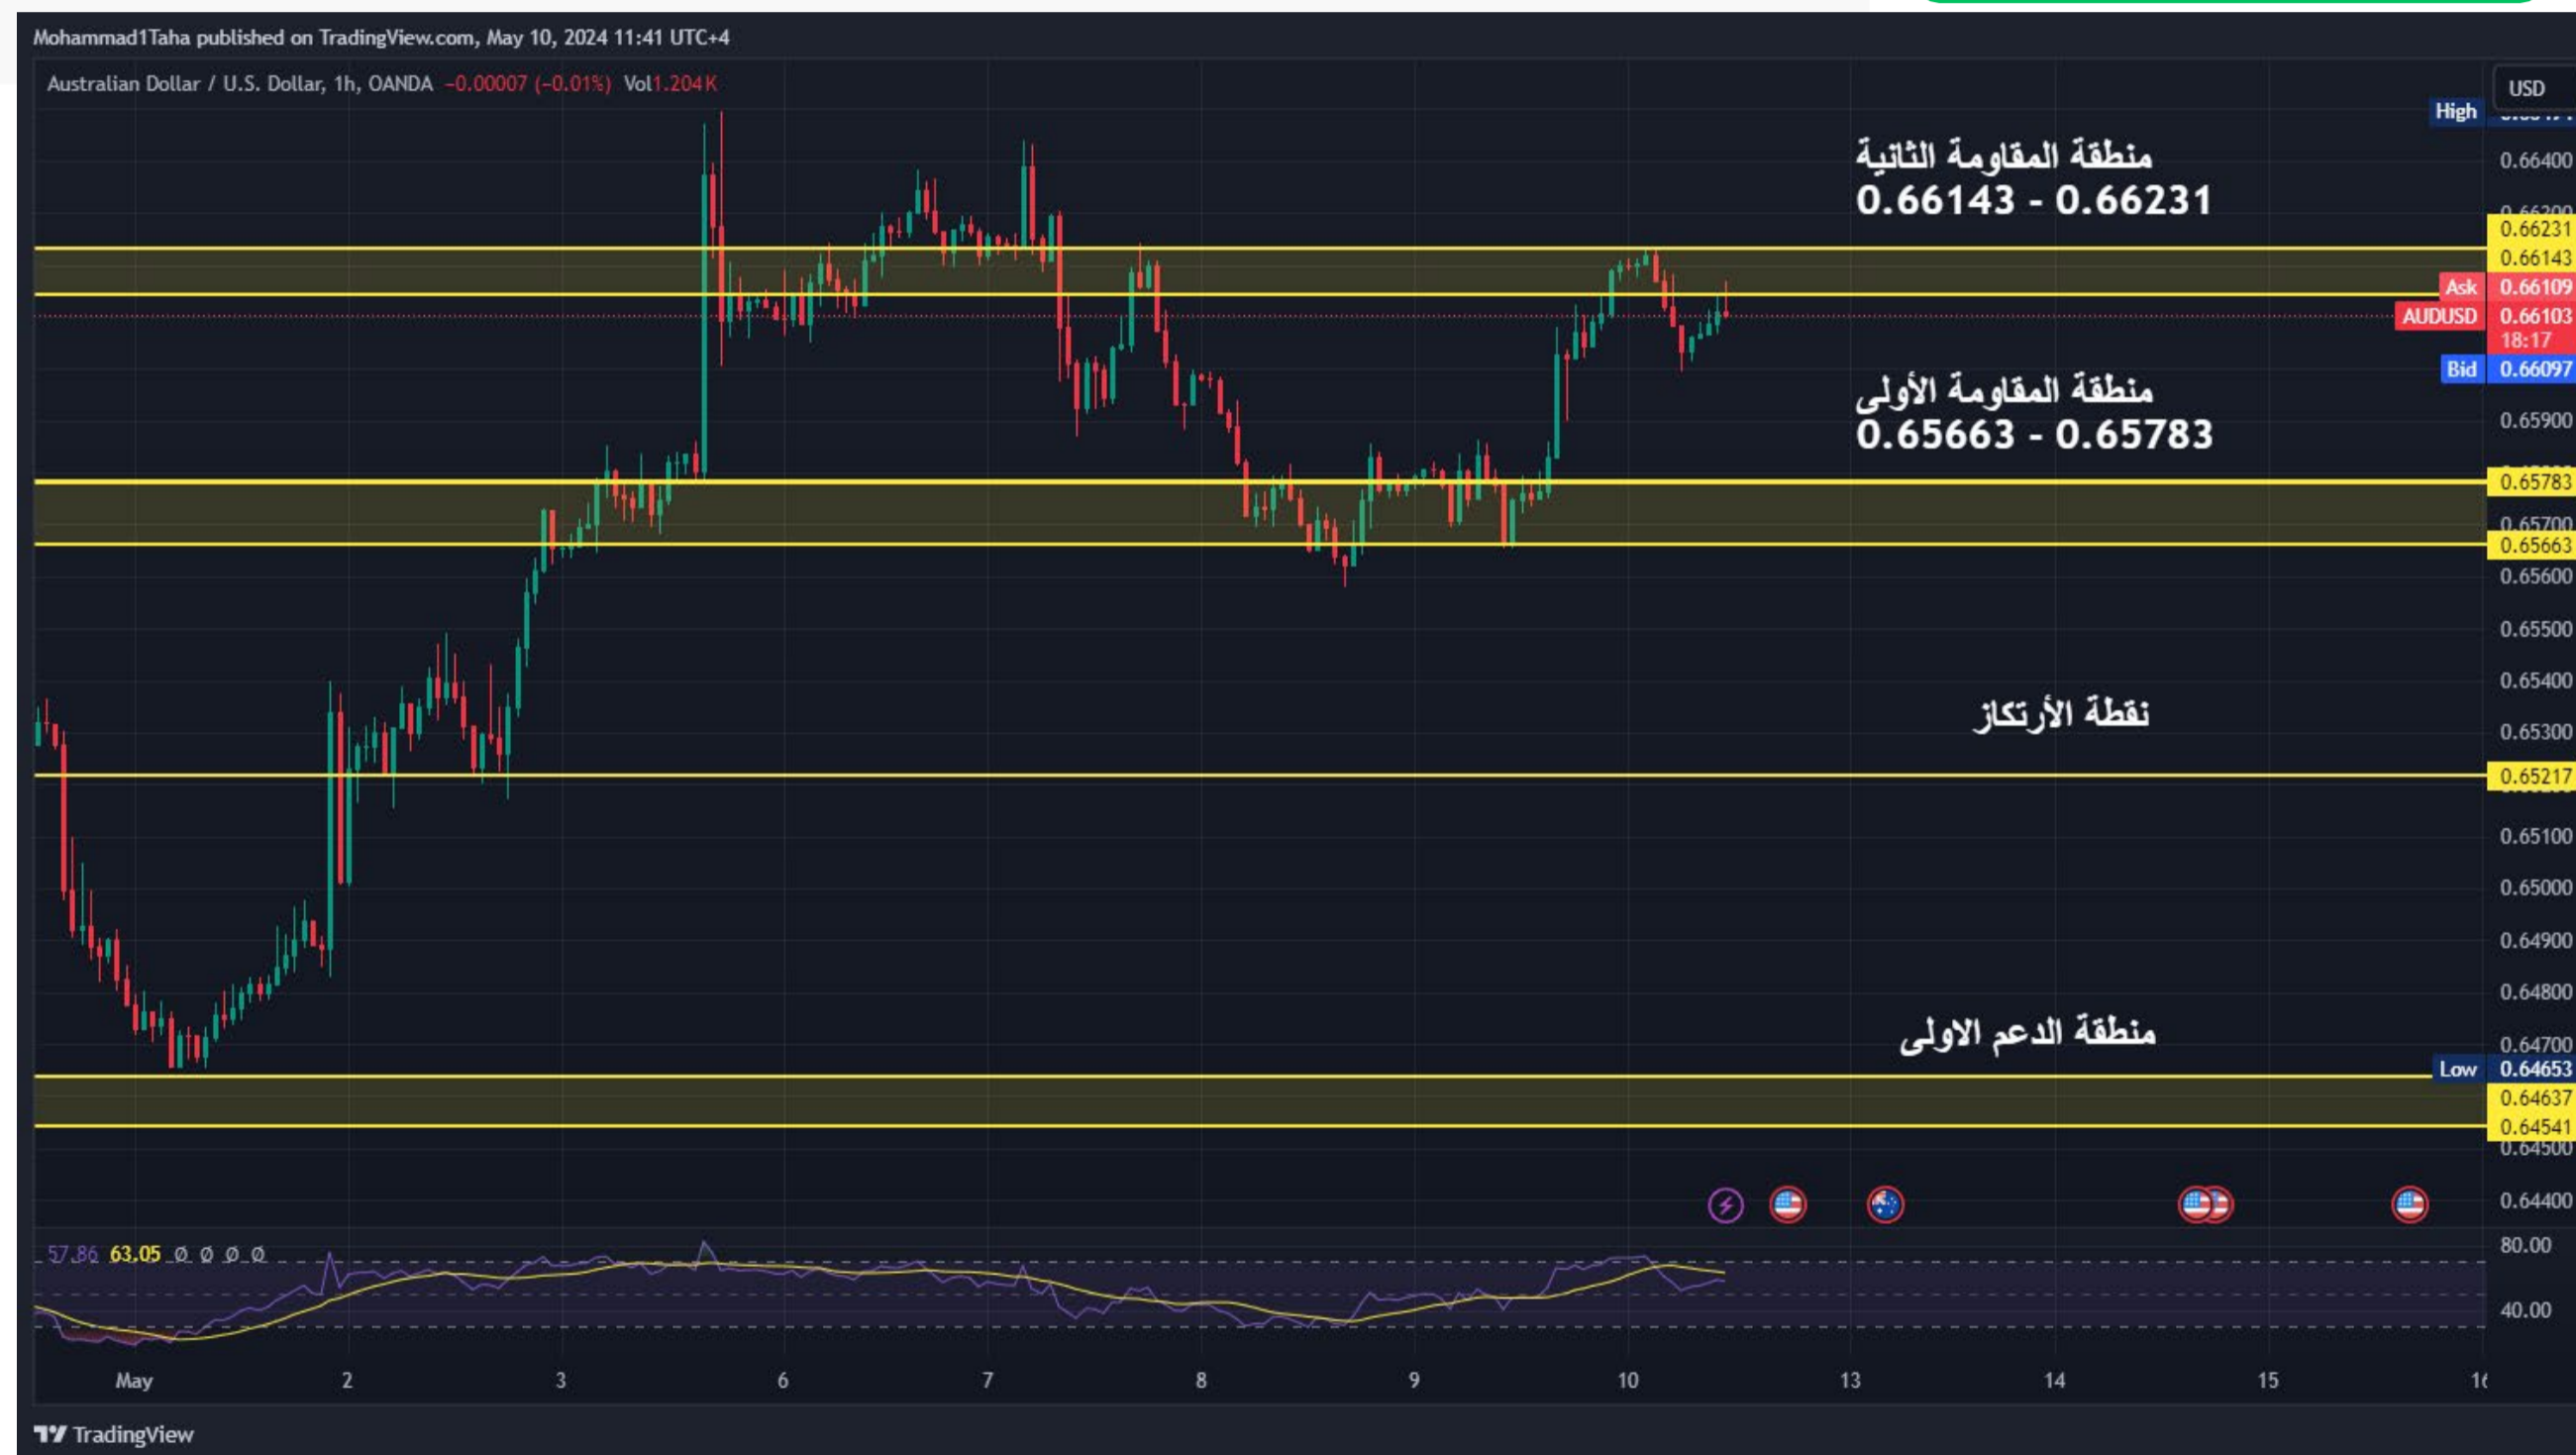 Mohammad1Taha published on TradingView.com, May 10, 2024 11:41 UTC+4
Australian Dollar / U.S. Dollar, 1h, OANDA −0.00007 (−0.01%) Vol1.204K
USD
High
منطقة المقاومة الثانية
0.66143 - 0.66231
0.66400
0.66231
0.66143
Ask 0.66109
AUDUSD 0.66103
18:17
Bid 0.66097
منطقة المقاومة الأولى
0.65663 - 0.65783
0.65900
0.65783
0.65700
0.65663
0.65600
0.65500
0.65400
نقطة الأرتكاز
0.65300
0.65217
0.65100
0.65000
0.64900
0.64800
منطقة الدعم الاولى
0.64700
Low 0.64653
0.64637
0.64541
0.64500
0.64400
57.86 63.05 Ø Ø Ø Ø
80.00
40.00
May 2 3 6 7 8 9 10 13 14 15
TradingView